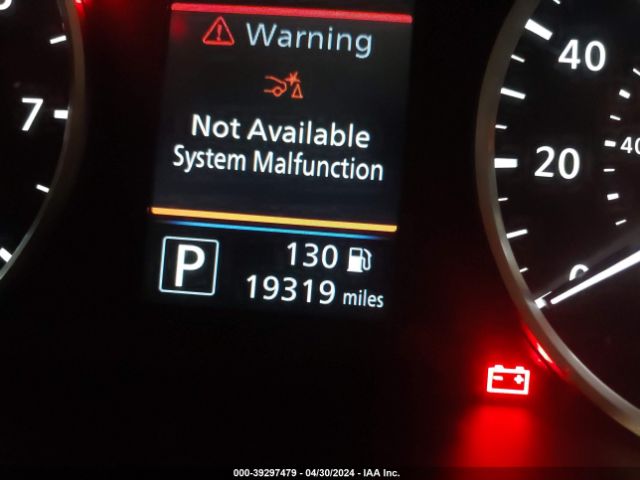 Warning
Not Available
System Malfunction
P
130
19319 miles
7
40
20
0
40
000-39297479 - 04/30/2024 - IAA Inc.